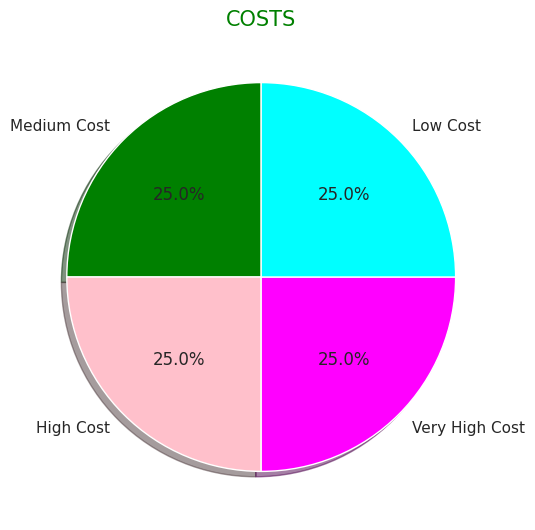 COSTS
Medium Cost
Low Cost
25.0%
25.0%
25.0%
25.0%
High Cost
Very High Cost